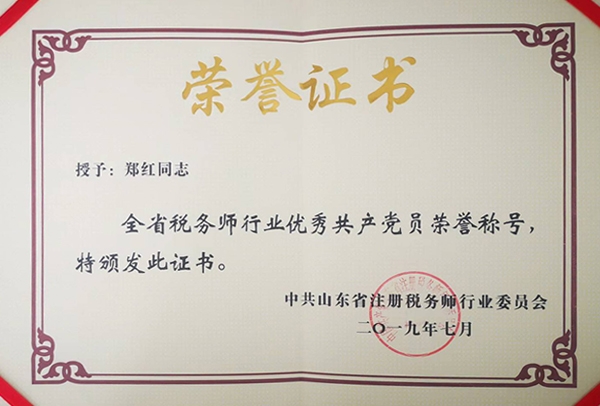 荣誉证书
授予：郑红同志
全省税务师行业优秀共产党员荣誉称号，
特颁发此证书。
中共山东省注册税务师行业委员会
二〇一九年七月